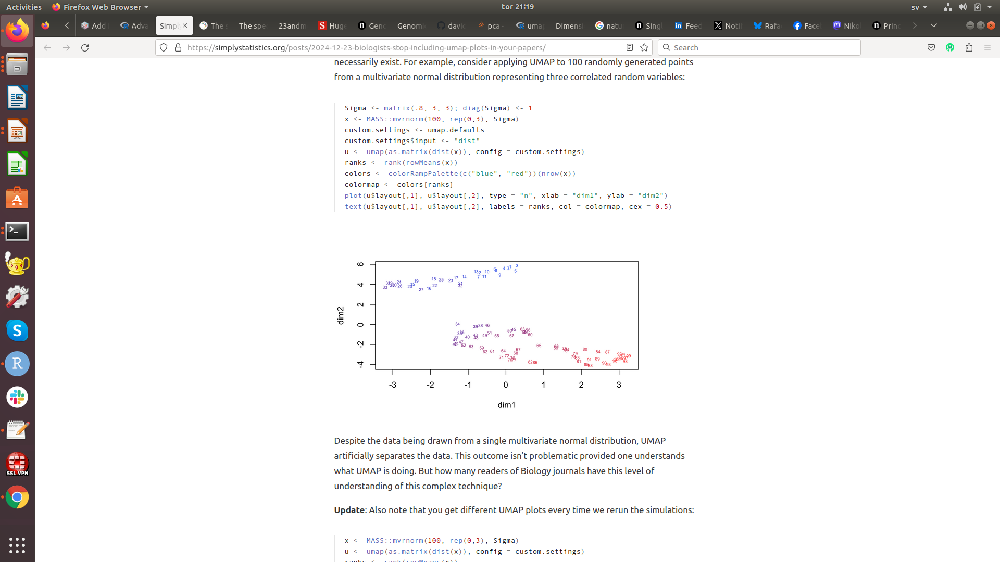 Activities
Firefox Web Browser
tor 21:19
sv
Add
Adva
Simply
The s
The spe
23andm
Huge
Geno
Genomic
davic
pca -
umap
Dimensi
natu
Singl
Feed
Notif
Rafa
Face
Niko
Princ
https://simplystatistics.org/posts/2024-12-23-biologists-stop-including-umap-plots-in-your-papers/
Search
necessarily exist. For example, consider applying UMAP to 100 randomly generated points
from a multivariate normal distribution representing three correlated random variables:
Sigma <- matrix(.8, 3, 3); diag(Sigma) <- 1
x <- MASS::mvrnorm(100, rep(0,3), Sigma)
custom.settings <- umap.defaults
custom.settings$input <- "dist"
u <- umap(as.matrix(dist(x)), config = custom.settings)
ranks <- rank(rowMeans(x))
colors <- colorRampPalette(c("blue", "red"))(nrow(x))
colormap <- colors[ranks]
plot(u$layout[,1], u$layout[,2], type = "n", xlab = "dim1", ylab = "dim2")
text(u$layout[,1], u$layout[,2], labels = ranks, col = colormap, cex = 0.5)
6
4
2
0
-2
-4
dim2
-3 -2 -1 0 1 2 3
dim1
Despite the data being drawn from a single multivariate normal distribution, UMAP
artificially separates the data. This outcome isn’t problematic provided one understands
what UMAP is doing. But how many readers of Biology journals have this level of
understanding of this complex technique?
Update: Also note that you get different UMAP plots every time we rerun the simulations:
x <- MASS::mvrnorm(100, rep(0,3), Sigma)
u <- umap(as.matrix(dist(x)), config = custom.settings)
ranks <- rank(rowMeans(x))
SSL VPN